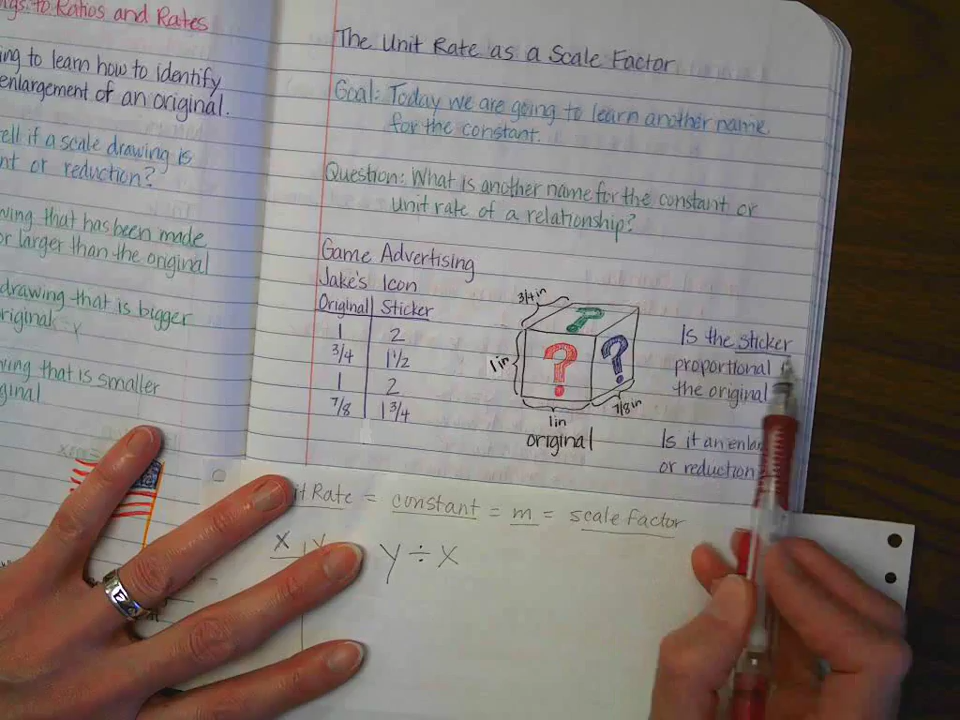 gs to Ratios and Rates
ing to learn how to identify
enlargement of an original.
ell if a scale drawing is
nt or reduction?
wing that has been made
or larger than the original
drawing that is bigger
riginal
wing that is smaller
ginal
The Unit Rate as a Scale Factor
Goal: Today we are going to learn another name
for the constant.
Question: What is another name for the constant or
unit rate of a relationship?
Game Advertising
Jake's Icon
Original Sticker
1 2
3/4 1 1/2
1 2
7/8 1 3/4
3/4 in
?
? ?
1 in
7/8 in
1 in
original
Is the sticker
proportional
the original
Is it an enlar
or reduction
it Rate = constant = m = scale factor
x y y ÷ x